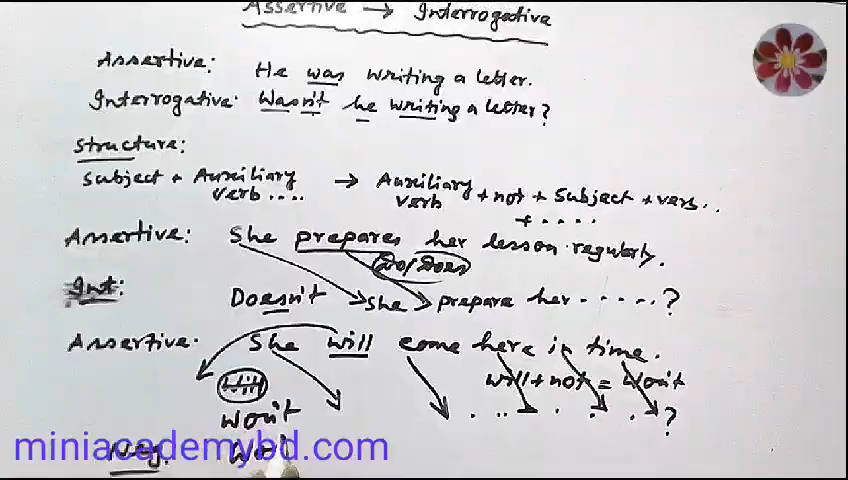 Assertive → Interrogative
Assertive: He was writing a letter.
Interrogative: Wasn't he writing a letter?
Structure:
Subject + Auxiliary verb.... → Auxiliary verb + not + Subject + verb.. + ....
Assertive: She prepares her lesson regularly.
Do/Does
Int: Doesn't she prepare her ......?
Assertive. She will come here in time.
will + not = won't
Won't . .. . . ?
Neg.
miniacademybd.com